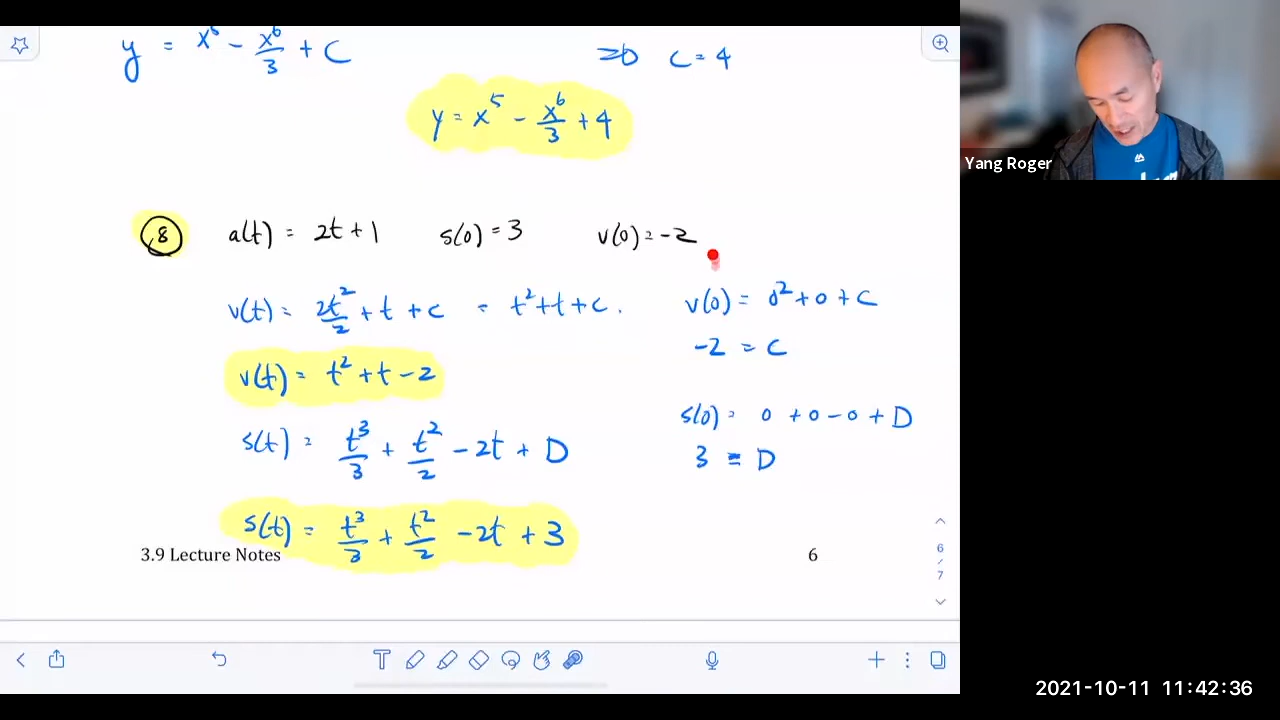 y = x⁵ - x⁶/3 + C
⇒ C = 4
y = x⁵ - x⁶/3 + 4
Yang Roger
8 a(t) = 2t + 1 s(0) = 3 v(0) = -2
v(t) = 2t²/2 + t + C = t² + t + C. v(0) = 0² + 0 + C
-2 = C
v(t) = t² + t - 2
s(t) = t³/3 + t²/2 - 2t + D s(0) = 0 + 0 - 0 + D
3 = D
s(t) = t³/3 + t²/2 - 2t + 3
3.9 Lecture Notes 6
6
/
7
T
2021-10-11 11:42:36